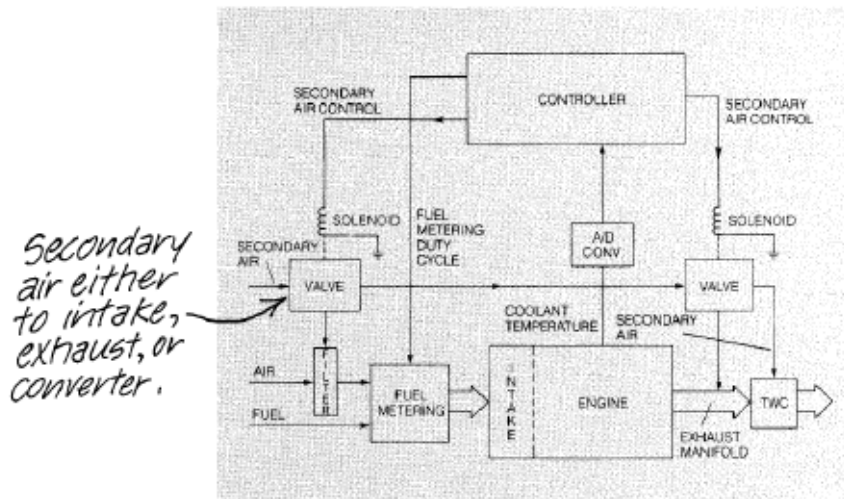 CONTROLLER
SECONDARY
AIR CONTROL
SECONDARY
AIR CONTROL
SOLENOID
FUEL
METERING
DUTY
CYCLE
A/D
CONV
SOLENOID
Secondary
air either
to intake,
exhaust, or
converter.
SECONDARY
AIR
VALVE
VALVE
COOLANT
TEMPERATURE
SECONDARY
AIR
AIR
FILTER
FUEL
FUEL
METERING
INTAKE
ENGINE
TWC
EXHAUST
MANIFOLD